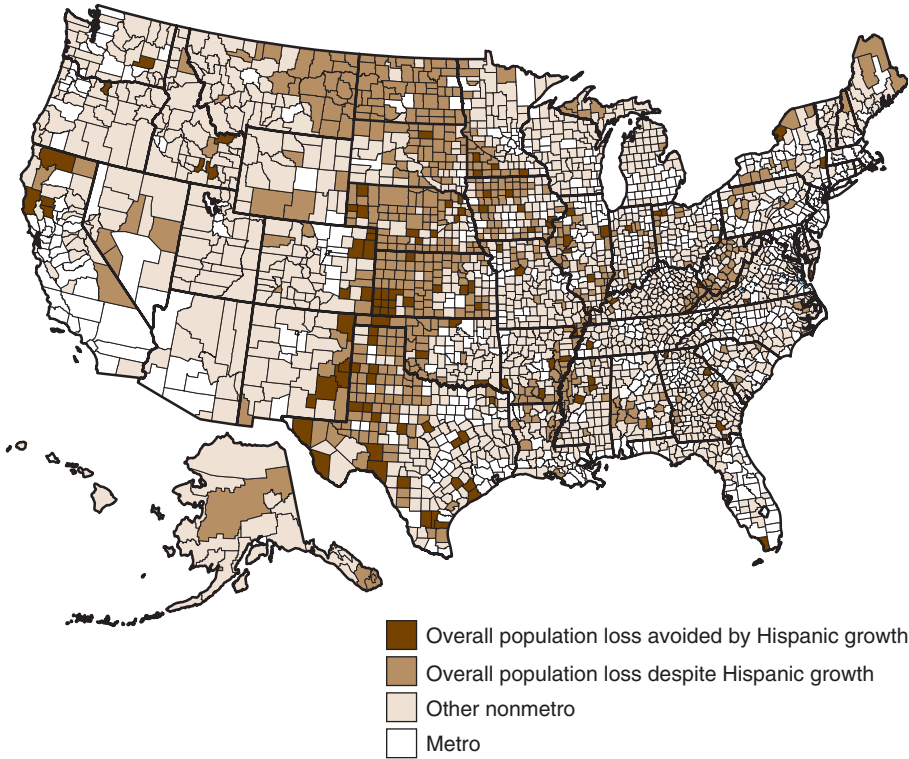 Overall population loss avoided by Hispanic growth
Overall population loss despite Hispanic growth
Other nonmetro
Metro